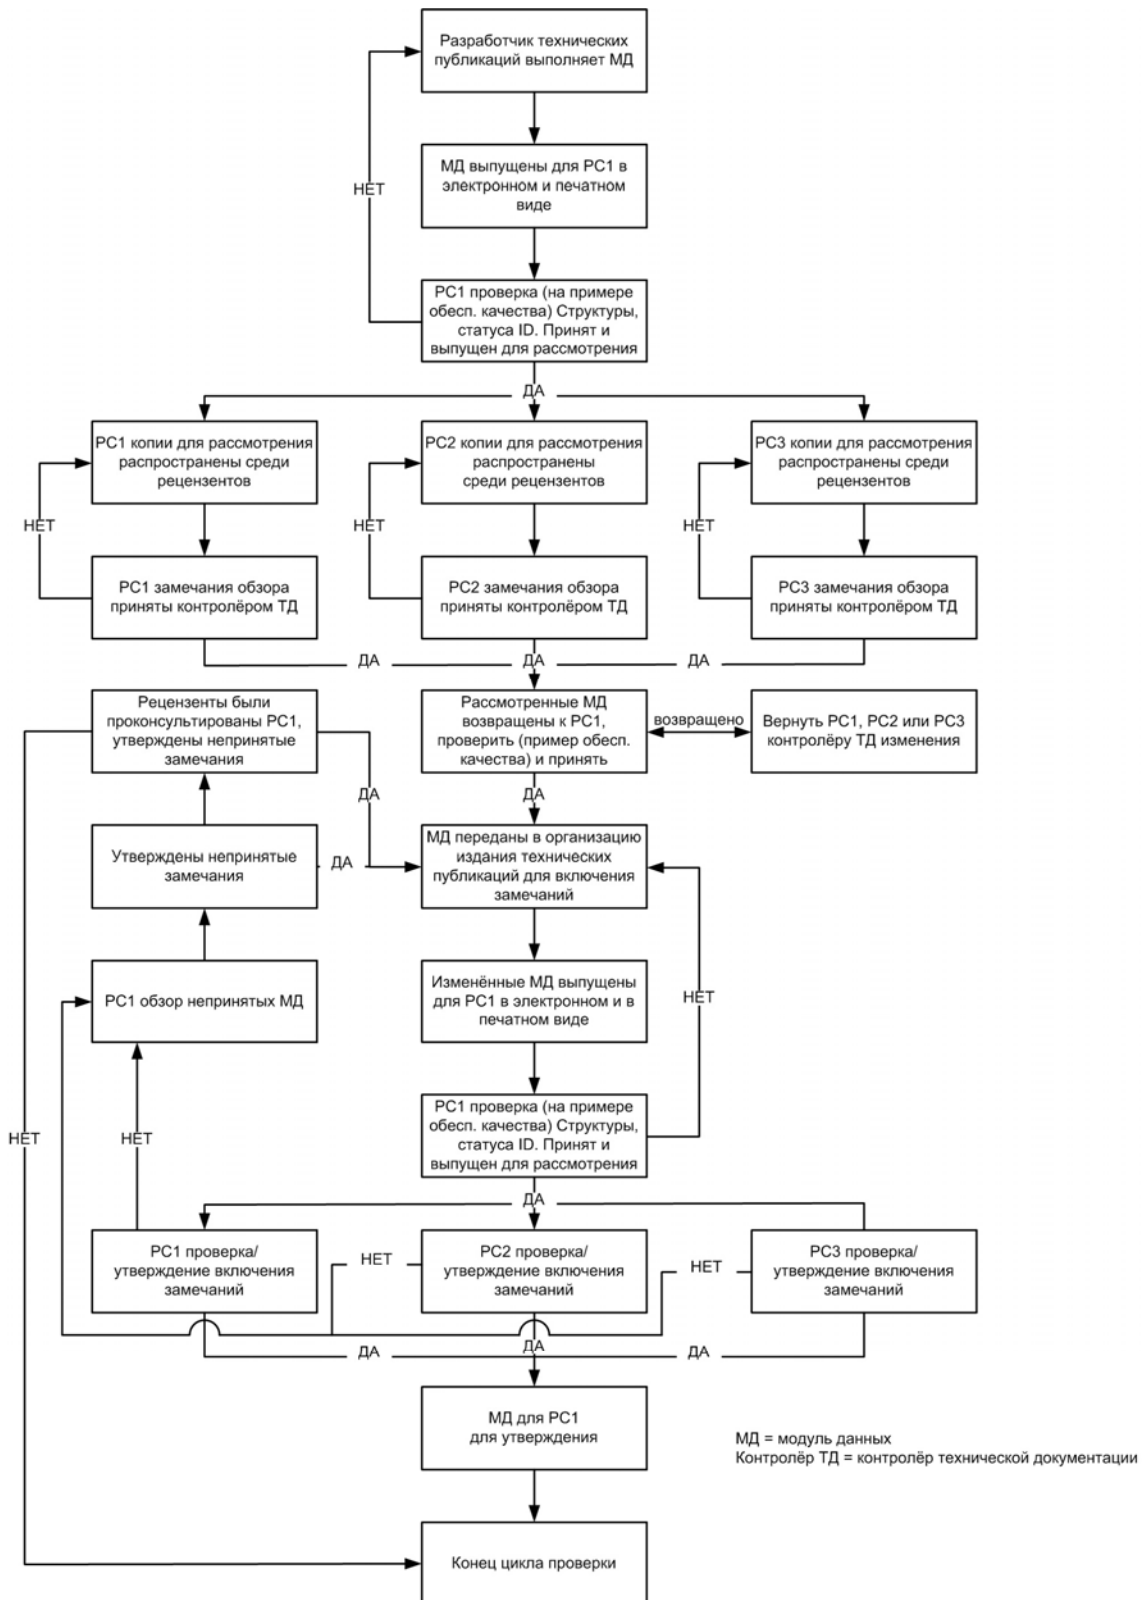 Разработчик технических
публикаций выполняет МД
МД выпущены для РС1 в
электронном и печатном
виде
НЕТ
РС1 проверка (на примере
обесп. качества) Структуры,
статуса ID. Принят и
выпущен для рассмотрения
ДА
РС1 копии для рассмотрения
распространены среди
рецензентов
РС2 копии для рассмотрения
распространены
среди рецензентов
РС3 копии для рассмотрения
распространены среди
рецензентов
НЕТ
НЕТ
НЕТ
РС1 замечания обзора
приняты контролёром ТД
РС2 замечания обзора
приняты контролёром ТД
РС3 замечания обзора
приняты контролёром ТД
ДА
ДА
ДА
Рецензенты были
проконсультированы РС1,
утверждены непринятые
замечания
Рассмотренные МД
возвращены к РС1,
проверить (пример обесп.
качества) и принять
возвращено
Вернуть РС1, РС2 или РС3
контролёру ТД изменения
ДА
ДА
Утверждены непринятые
замечания
ДА
МД переданы в организацию
издания технических
публикаций для включения
замечаний
РС1 обзор непринятых МД
Изменённые МД выпущены
для РС1 в электронном и в
печатном виде
НЕТ
РС1 проверка (на примере
обесп. качества) Структуры,
статуса ID. Принят и
выпущен для рассмотрения
НЕТ
НЕТ
ДА
РС1 проверка/
утверждение включения
замечаний
НЕТ
РС2 проверка/
утверждение включения
замечаний
НЕТ
РС3 проверка/
утверждение включения
замечаний
ДА
ДА
ДА
МД для РС1
для утверждения
МД = модуль данных
Контролёр ТД = контролёр технической документации
Конец цикла проверки